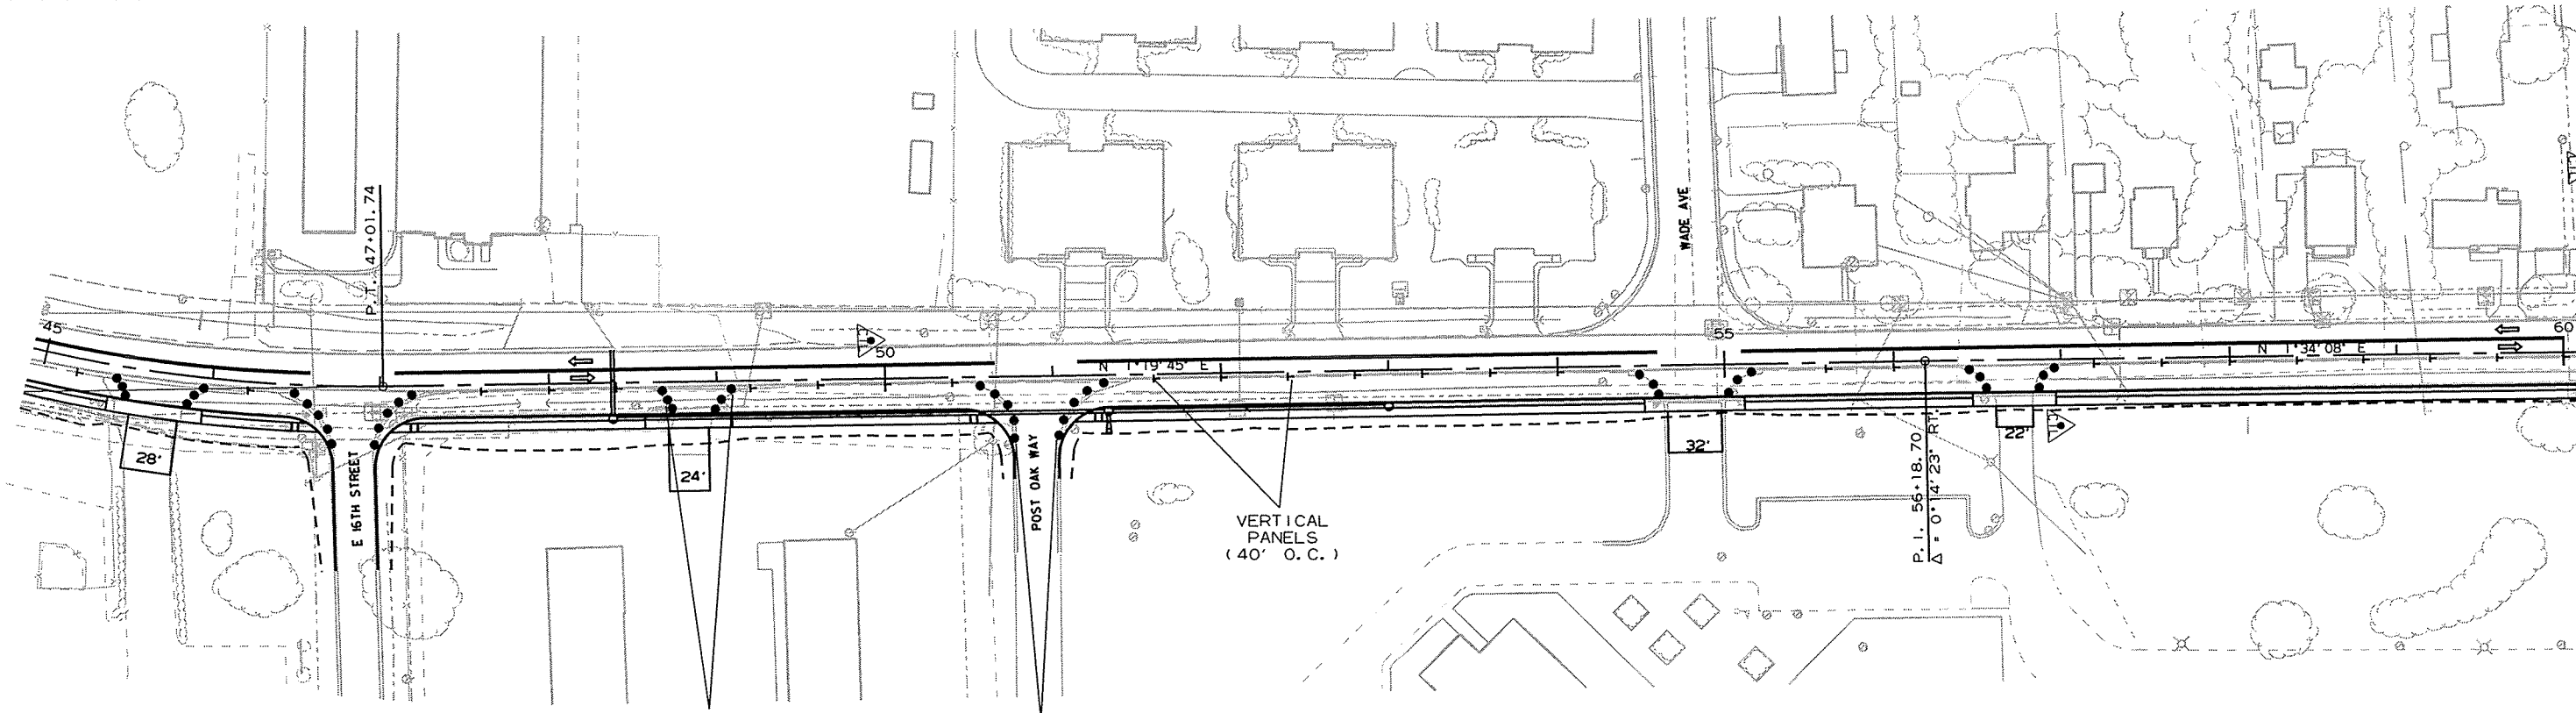 45
P.T. 47+01.74
50
N 1°19'45" E
WADE AVE
55
N 1°34'08" E
60
28'
E 16TH STREET
24'
POST OAK WAY
VERTICAL
PANELS
(40' O.C.)
32'
P.I. 56+18.70
Δ = 0°14'23" RT.
22'